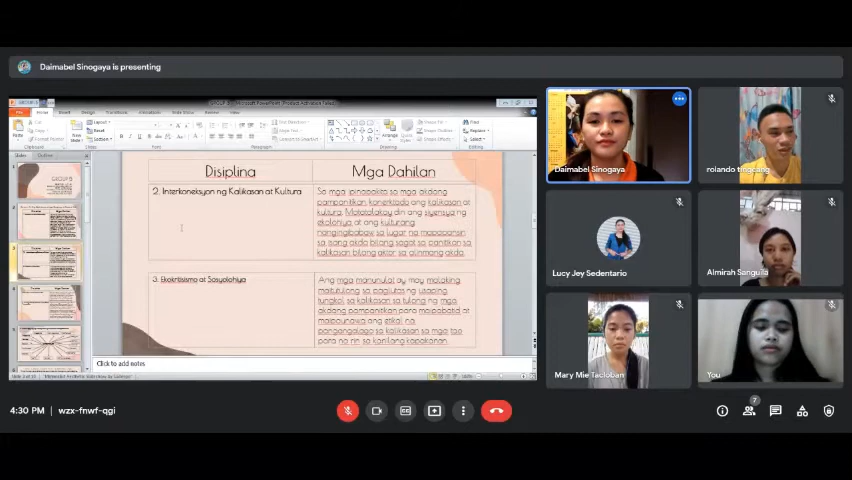 Daimabel Sinogaya is presenting
Disiplina
Mga Dahilan
2. Interkoneksyon ng Kalikasan at Kultura
Sa mga ipinapakita sa mga akdang
pampanitikan konektado ang kalikasan at
kultura. Matatalakay din ang syensya ng
ekolohiya at ang kulturang
nangingibabaw sa lugar na mapapansin
sa isang akda bilang sagot sa panitikan sa
kalikasan bilang aktor sa alinmang akda.
3. Ekokritisismo at Sosyolohiya
Ang mga manunulat ay may malaking
maitutulong sa paglutas ng usaping
tungkol sa kalikasan sa tulong ng mga
akdang pampanitikan para maipabatid at
maipaunawa ang etikal na
pangangalaga sa kalikasan sa mga tao
para na rin sa kanilang kapakanan.
Click to add notes
Daimabel Sinogaya
rolando tingcang
Lucy Jey Sedentario
Almirah Sanguila
Mary Mie Tacloban
You
4:30 PM
wzx-fnwf-qgi
7